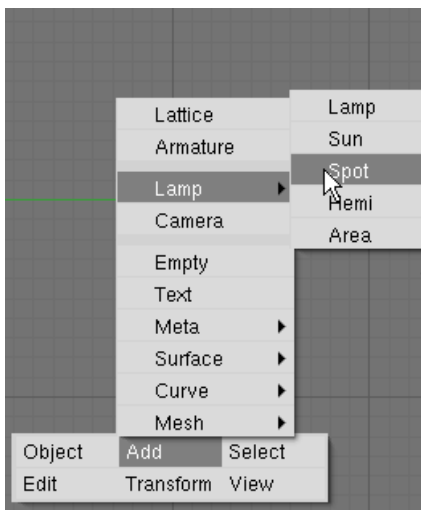 Lattice
Armature
Lamp
Camera
Empty
Text
Meta
Surface
Curve
Mesh
Lamp
Sun
Spot
Hemi
Area
Object Add Select
Edit Transform View